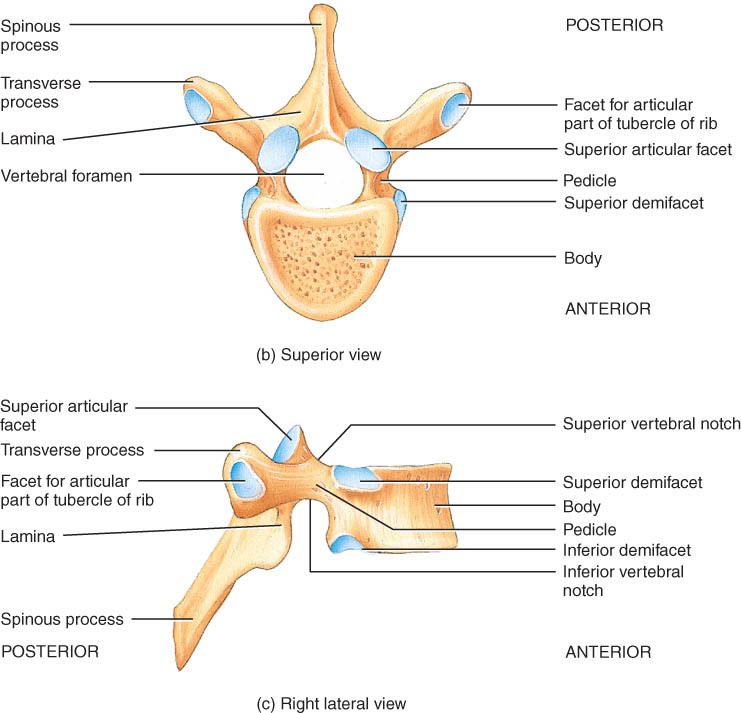 Spinous
process
POSTERIOR
Transverse
process
Facet for articular
part of tubercle of rib
Lamina
Superior articular facet
Vertebral foramen
Pedicle
Superior demifacet
Body
ANTERIOR
(b) Superior view
Superior articular
facet
Superior vertebral notch
Transverse process
Facet for articular
part of tubercle of rib
Superior demifacet
Body
Lamina
Pedicle
Inferior demifacet
Inferior vertebral
notch
Spinous process
POSTERIOR
ANTERIOR
(c) Right lateral view